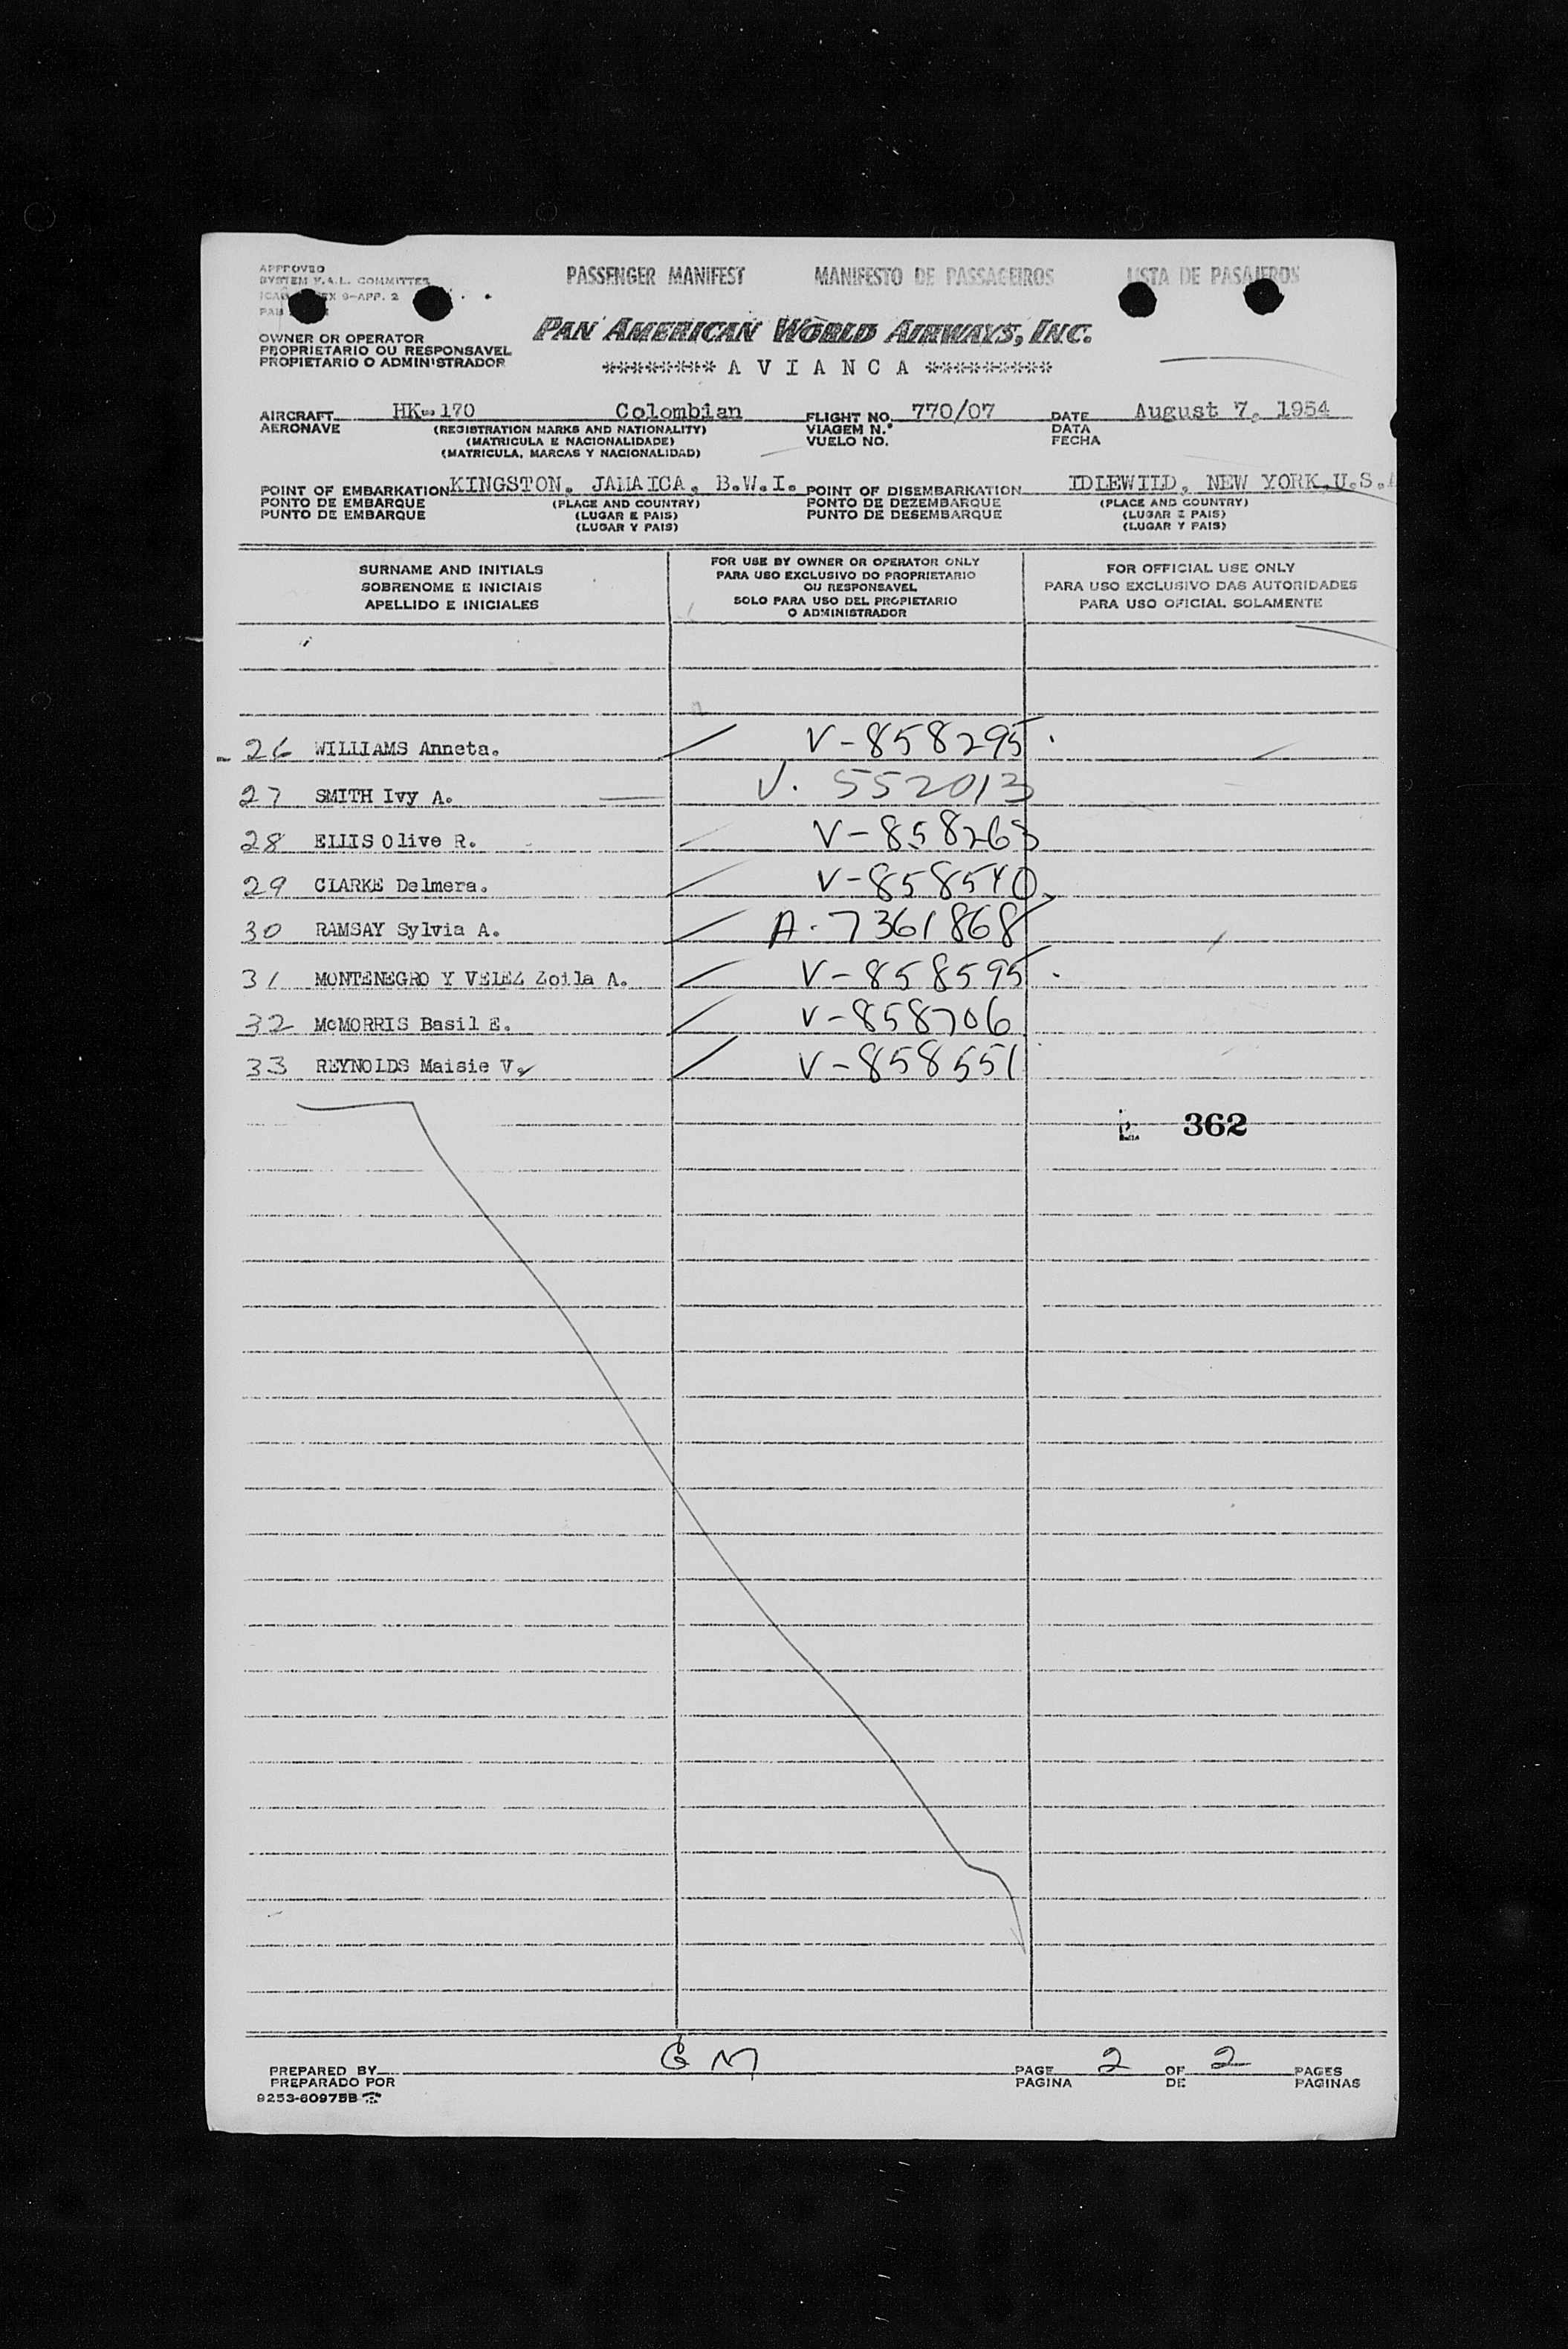 APPROVED
SYSTEM F.A.L. COMMITTEE
9-APP. 2
PASSENGER MANIFEST MANIFESTO DE PASSAGEIROS LISTA DE PASAJEROS
PAN AMERICAN WORLD AIRWAYS, INC.
OWNER OR OPERATOR
PROPRIETARIO OU RESPONSAVEL
PROPIETARIO O ADMINISTRADOR
******** A V I A N C A *********
AIRCRAFT HK-170 Colombian FLIGHT NO. 770/07 DATE August 7, 1954
AERONAVE (REGISTRATION MARKS AND NATIONALITY) VIAGEM N.° DATA
(MATRICULA E NACIONALIDADE) VUELO NO. FECHA
(MATRICULA, MARCAS Y NACIONALIDAD)
POINT OF EMBARKATION KINGSTON, JAMAICA, B.W.I. POINT OF DISEMBARKATION IDLEWILD, NEW YORK,U.S.A
PONTO DE EMBARQUE (PLACE AND COUNTRY) PONTO DE DEZEMBARQUE (PLACE AND COUNTRY)
PUNTO DE EMBARQUE (LUGAR E PAIS) PUNTO DE DESEMBARQUE (LUGAR E PAIS)
(LUGAR Y PAIS) (LUGAR Y PAIS)
SURNAME AND INITIALS
SOBRENOME E INICIAIS
APELLIDO E INICIALES
FOR USE BY OWNER OR OPERATOR ONLY
PARA USO EXCLUSIVO DO PROPRIETARIO
OU RESPONSAVEL
SOLO PARA USO DEL PROPIETARIO
O ADMINISTRADOR
FOR OFFICIAL USE ONLY
PARA USO EXCLUSIVO DAS AUTORIDADES
PARA USO OFICIAL SOLAMENTE
26 WILLIAMS Anneta. V-858295
27 SMITH Ivy A. V. 552013
28 ELLIS Olive R. V-858263
29 CLARKE Delmera. V-858540
30 RAMSAY Sylvia A. A-7361868
31 MONTENEGRO Y VELEZ Zoila A. V-858595
32 McMORRIS Basil E. V-858706
33 REYNOLDS Maisie V. V-858551
362
PREPARED BY G M PAGE 2 OF 2 PAGES
PREPARADO POR PAGINA DE PAGINAS
9253-60975B